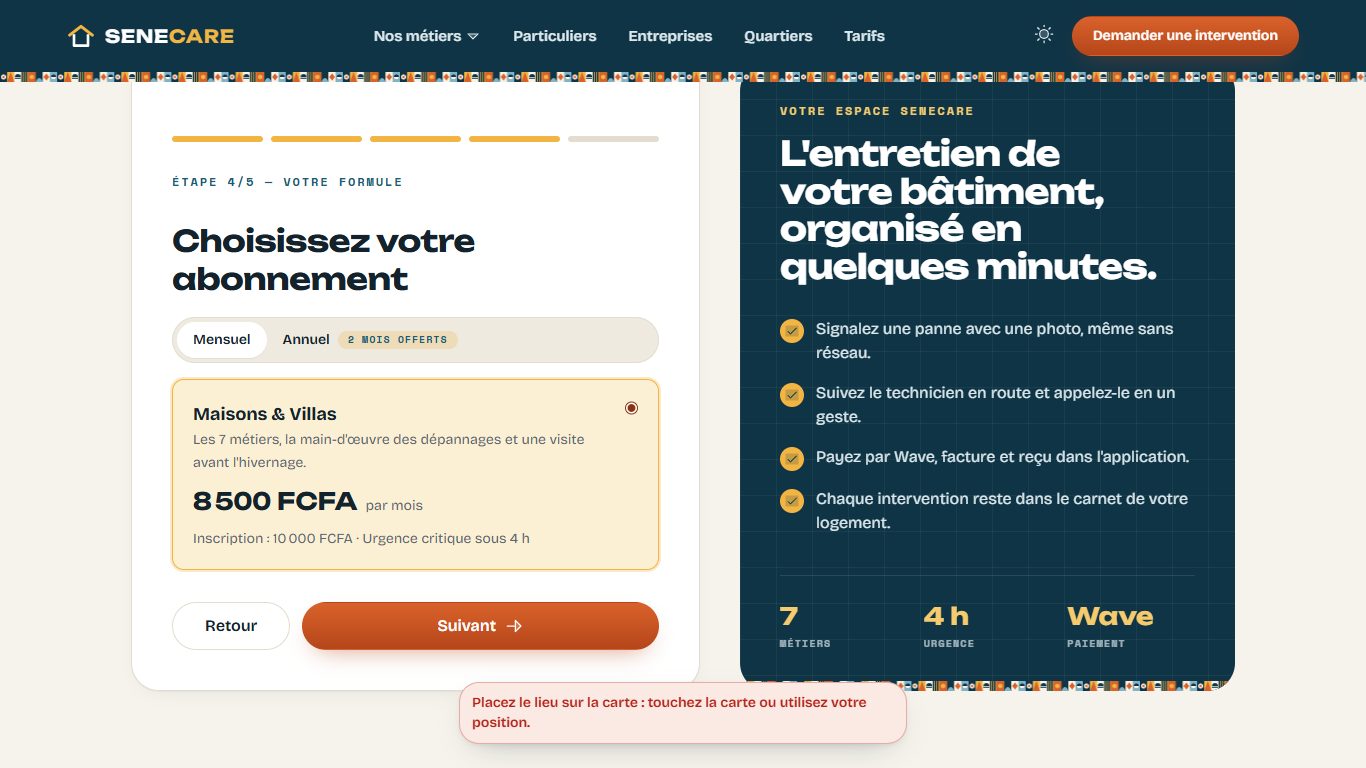 SENECARE
Nos métiers
Particuliers
Entreprises
Quartiers
Tarifs
Demander une intervention
ÉTAPE 4/5 — VOTRE FORMULE
Choisissez votre
abonnement
Mensuel
Annuel
2 MOIS OFFERTS
Maisons & Villas
Les 7 métiers, la main-d'œuvre des dépannages et une visite
avant l'hivernage.
8 500 FCFA par mois
Inscription : 10 000 FCFA · Urgence critique sous 4 h
Retour
Suivant
VOTRE ESPACE SENECARE
L'entretien de
votre bâtiment,
organisé en
quelques minutes.
Signalez une panne avec une photo, même sans
réseau.
Suivez le technicien en route et appelez-le en un
geste.
Payez par Wave, facture et reçu dans l'application.
Chaque intervention reste dans le carnet de votre
logement.
7
MÉTIERS
4 h
URGENCE
Wave
PAIEMENT
Placez le lieu sur la carte : touchez la carte ou utilisez votre
position.